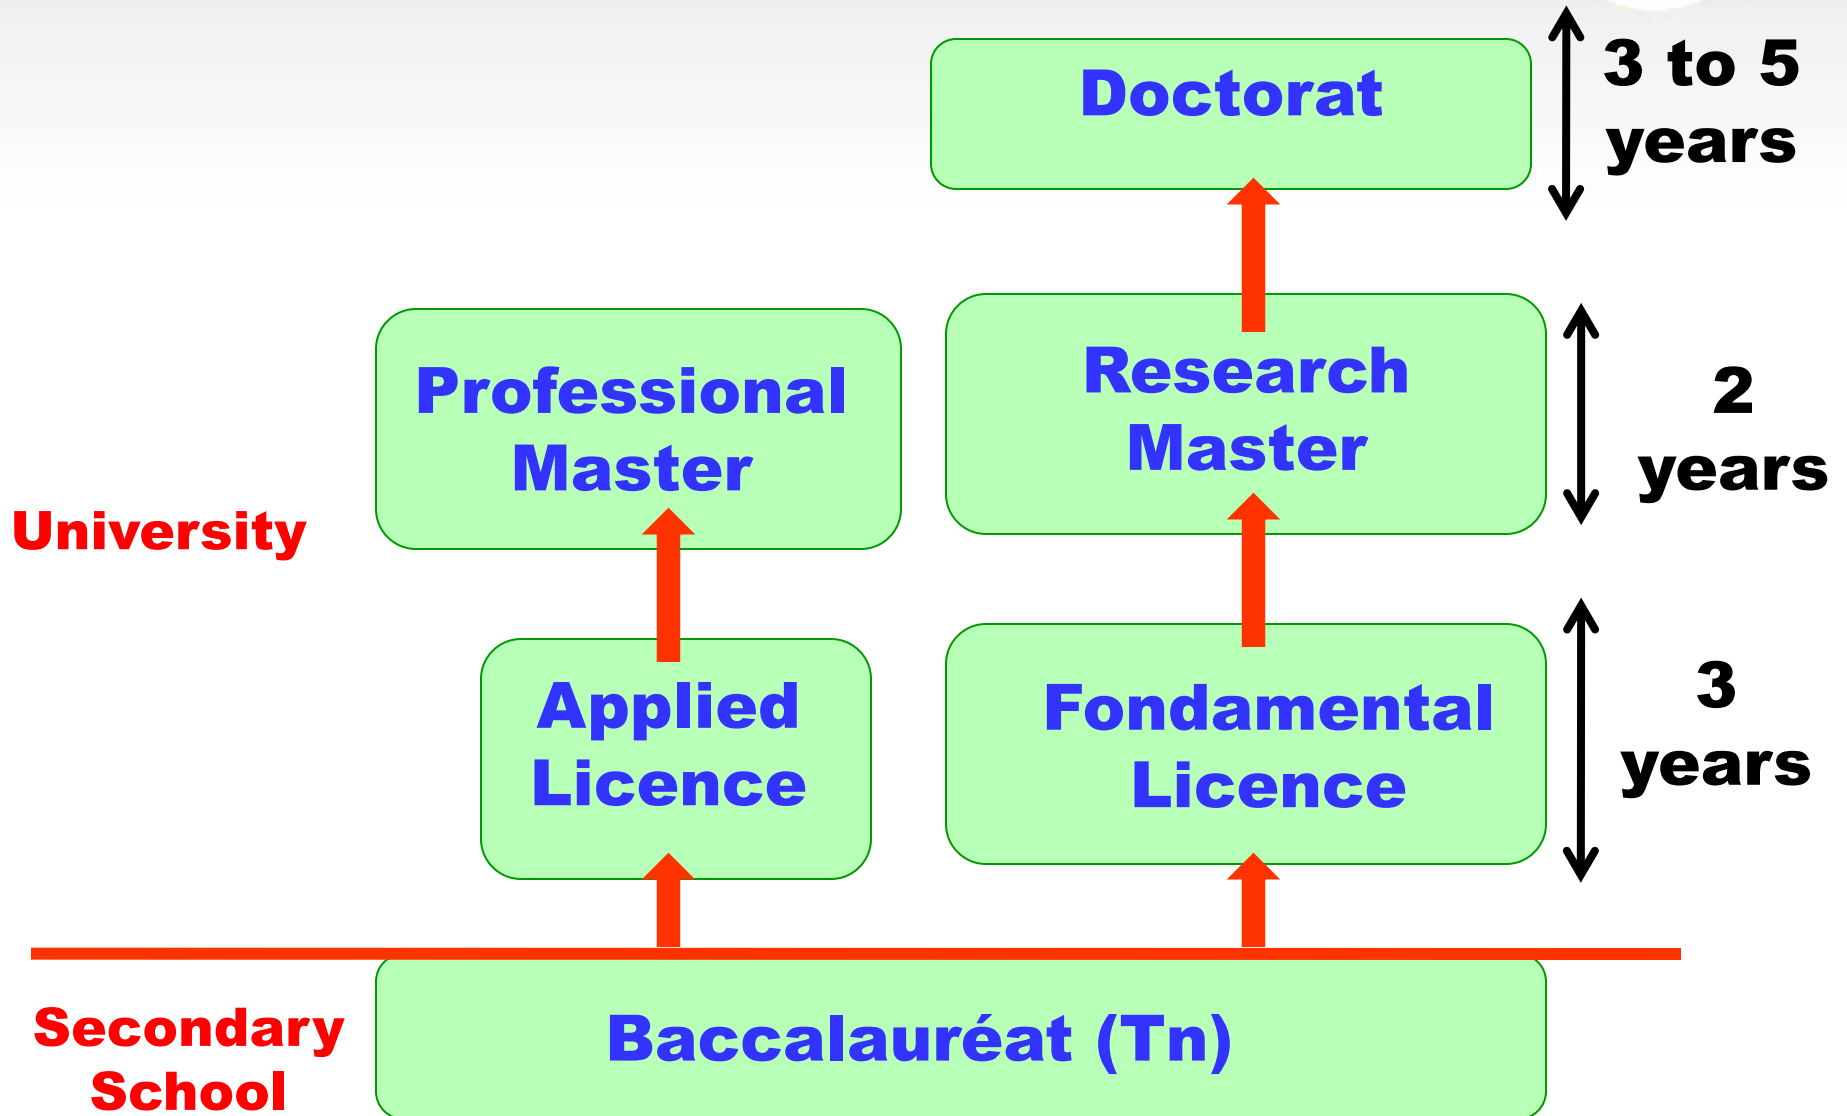 Doctorat
3 to 5
years
Professional
Master
Research
Master
2
years
University
Applied
Licence
Fondamental
Licence
3
years
Secondary
School
Baccalauréat (Tn)